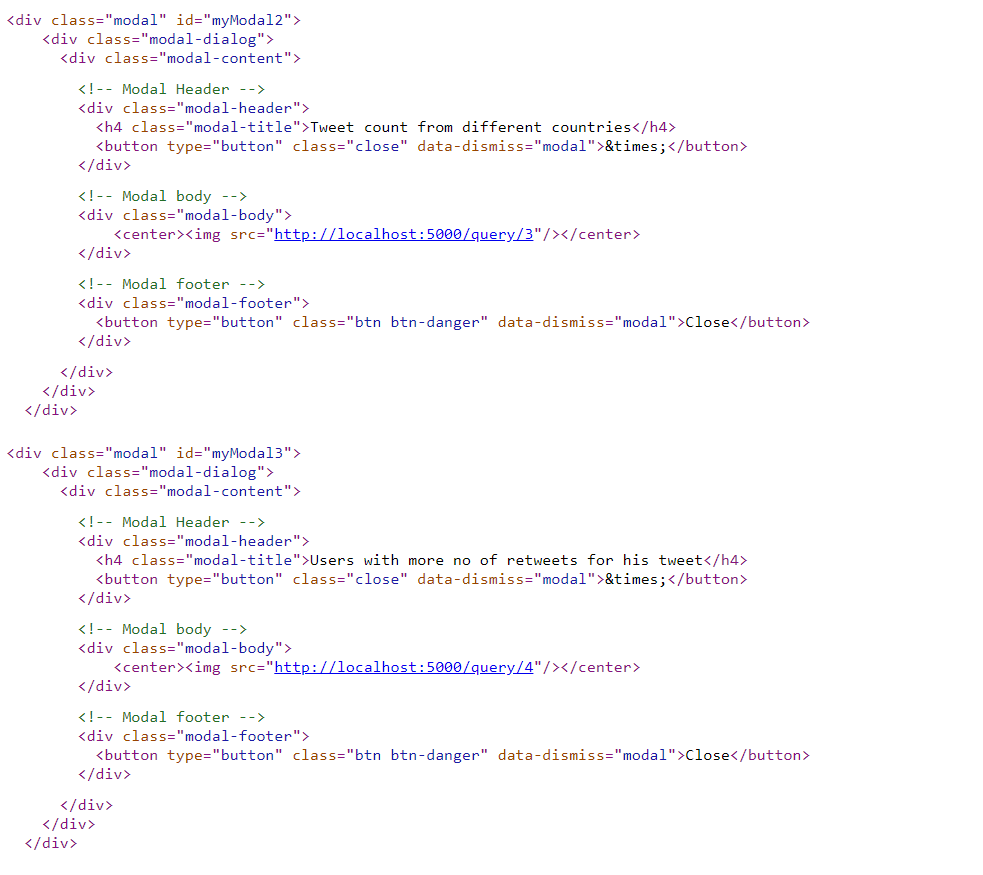 <div class="modal" id="myModal2">
    <div class="modal-dialog">
      <div class="modal-content">
        <!-- Modal Header -->
        <div class="modal-header">
          <h4 class="modal-title">Tweet count from different countries</h4>
          <button type="button" class="close" data-dismiss="modal">&times;</button>
        </div>
        <!-- Modal body -->
        <div class="modal-body">
            <center><img src="http://localhost:5000/query/3"/></center>
        </div>
        <!-- Modal footer -->
        <div class="modal-footer">
          <button type="button" class="btn btn-danger" data-dismiss="modal">Close</button>
        </div>
      </div>
    </div>
  </div>
<div class="modal" id="myModal3">
    <div class="modal-dialog">
      <div class="modal-content">
        <!-- Modal Header -->
        <div class="modal-header">
          <h4 class="modal-title">Users with more no of retweets for his tweet</h4>
          <button type="button" class="close" data-dismiss="modal">&times;</button>
        </div>
        <!-- Modal body -->
        <div class="modal-body">
            <center><img src="http://localhost:5000/query/4"/></center>
        </div>
        <!-- Modal footer -->
        <div class="modal-footer">
          <button type="button" class="btn btn-danger" data-dismiss="modal">Close</button>
        </div>
      </div>
    </div>
  </div>